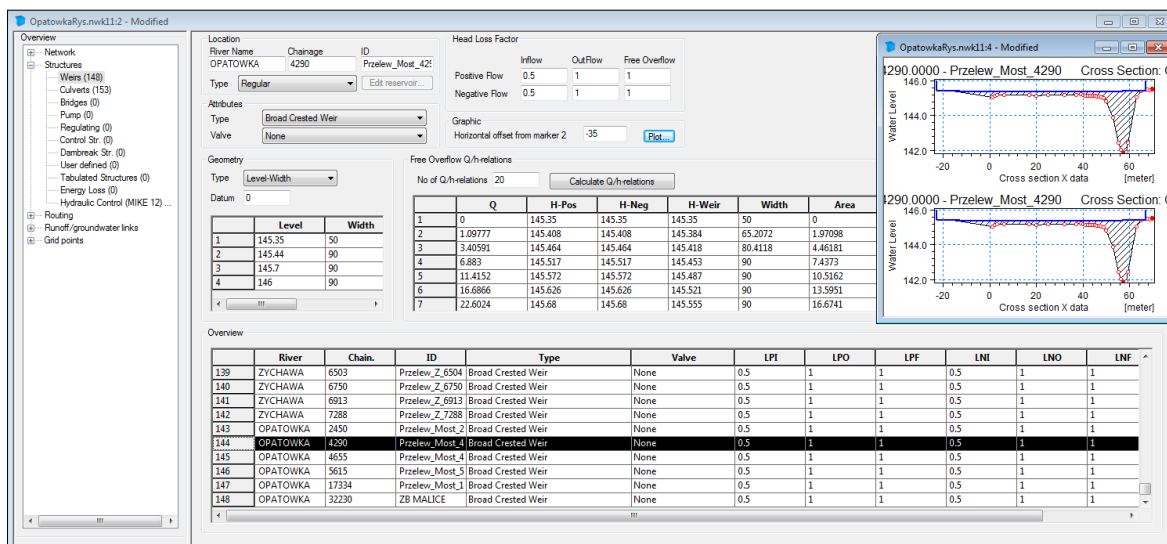 OpatowkaRys.nwk11:2 - Modified
Overview
Network
Structures
Weirs (148)
Culverts (153)
Bridges (0)
Pump (0)
Regulating (0)
Control Str. (0)
Dambreak Str. (0)
User defined (0)
Tabulated Structures (0)
Energy Loss (0)
Hydraulic Control (MIKE 12) ...
Routing
Runoff/groundwater links
Grid points
Location
River Name Chainage ID
OPATOWKA 4290 Przelew_Most_429
Type Regular Edit reservoir...
Attributes
Type Broad Crested Weir
Valve None
Head Loss Factor
Inflow OutFlow Free Overflow
Positive Flow 0.5 1 1
Negative Flow 0.5 1 1
Graphic
Horizontal offset from marker 2 -35 Plot...
Geometry
Type Level-Width
Datum 0
Level Width
1 145.35 50
2 145.44 90
3 145.7 90
4 146 90
Free Overflow Q/h-relations
No of Q/h-relations 20 Calculate Q/h-relations
Q H-Pos H-Neg H-Weir Width Area
1 0 145.35 145.35 145.35 50 0
2 1.09777 145.408 145.408 145.384 65.2072 1.97098
3 3.40591 145.464 145.464 145.418 80.4118 4.46181
4 6.883 145.517 145.517 145.453 90 7.4373
5 11.4152 145.572 145.572 145.487 90 10.5162
6 16.6866 145.626 145.626 145.521 90 13.5951
7 22.6024 145.68 145.68 145.555 90 16.6741
OpatowkaRys.nwk11:4 - Modified
4290.0000 - Przelew_Most_4290 Cross Section:
146.0
144.0
142.0
Water Level
-20 0 20 40 60
Cross section X data [meter]
4290.0000 - Przelew_Most_4290 Cross Section:
146.0
144.0
142.0
Water Level
-20 0 20 40 60
Cross section X data [meter]
Overview
River Chain. ID Type Valve LPI LPO LPF LNI LNO LNF
139 ZYCHAWA 6503 Przelew_Z_6504 Broad Crested Weir None 0.5 1 1 0.5 1 1
140 ZYCHAWA 6750 Przelew_Z_6750 Broad Crested Weir None 0.5 1 1 0.5 1 1
141 ZYCHAWA 6913 Przelew_Z_6913 Broad Crested Weir None 0.5 1 1 0.5 1 1
142 ZYCHAWA 7288 Przelew_Z_7288 Broad Crested Weir None 0.5 1 1 0.5 1 1
143 OPATOWKA 2450 Przelew_Most_2 Broad Crested Weir None 0.5 1 1 0.5 1 1
144 OPATOWKA 4290 Przelew_Most_4 Broad Crested Weir None 0.5 1 1 0.5 1 1
145 OPATOWKA 4655 Przelew_Most_4 Broad Crested Weir None 0.5 1 1 0.5 1 1
146 OPATOWKA 5615 Przelew_Most_5 Broad Crested Weir None 0.5 1 1 0.5 1 1
147 OPATOWKA 17334 Przelew_Most_1 Broad Crested Weir None 0.5 1 1 0.5 1 1
148 OPATOWKA 32230 ZB MALICE Broad Crested Weir None 0.5 1 1 0.5 1 1